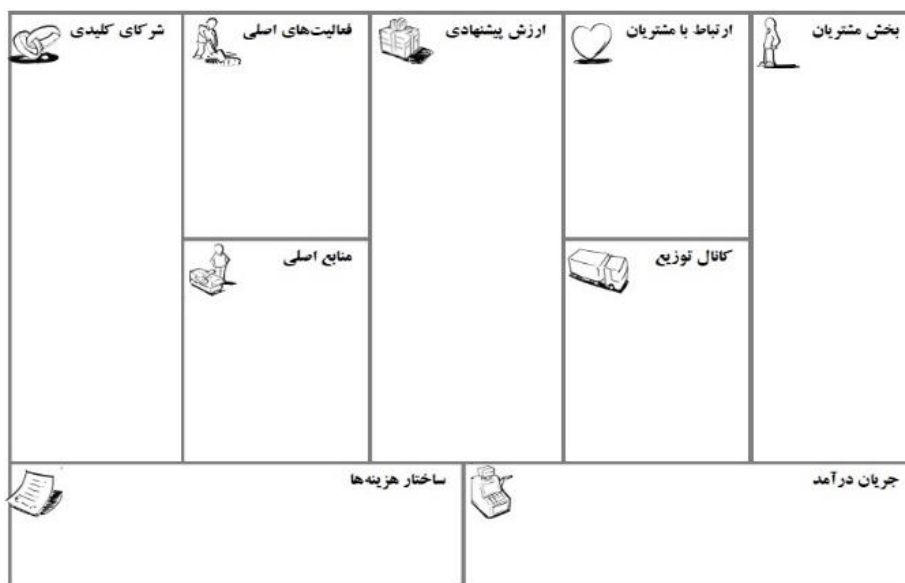 بخش مشتریان
ارتباط با مشتریان
ارزش پیشنهادی
فعالیت‌های اصلی
شرکای کلیدی
کانال توزیع
منابع اصلی
جریان درآمد
ساختار هزینه‌ها